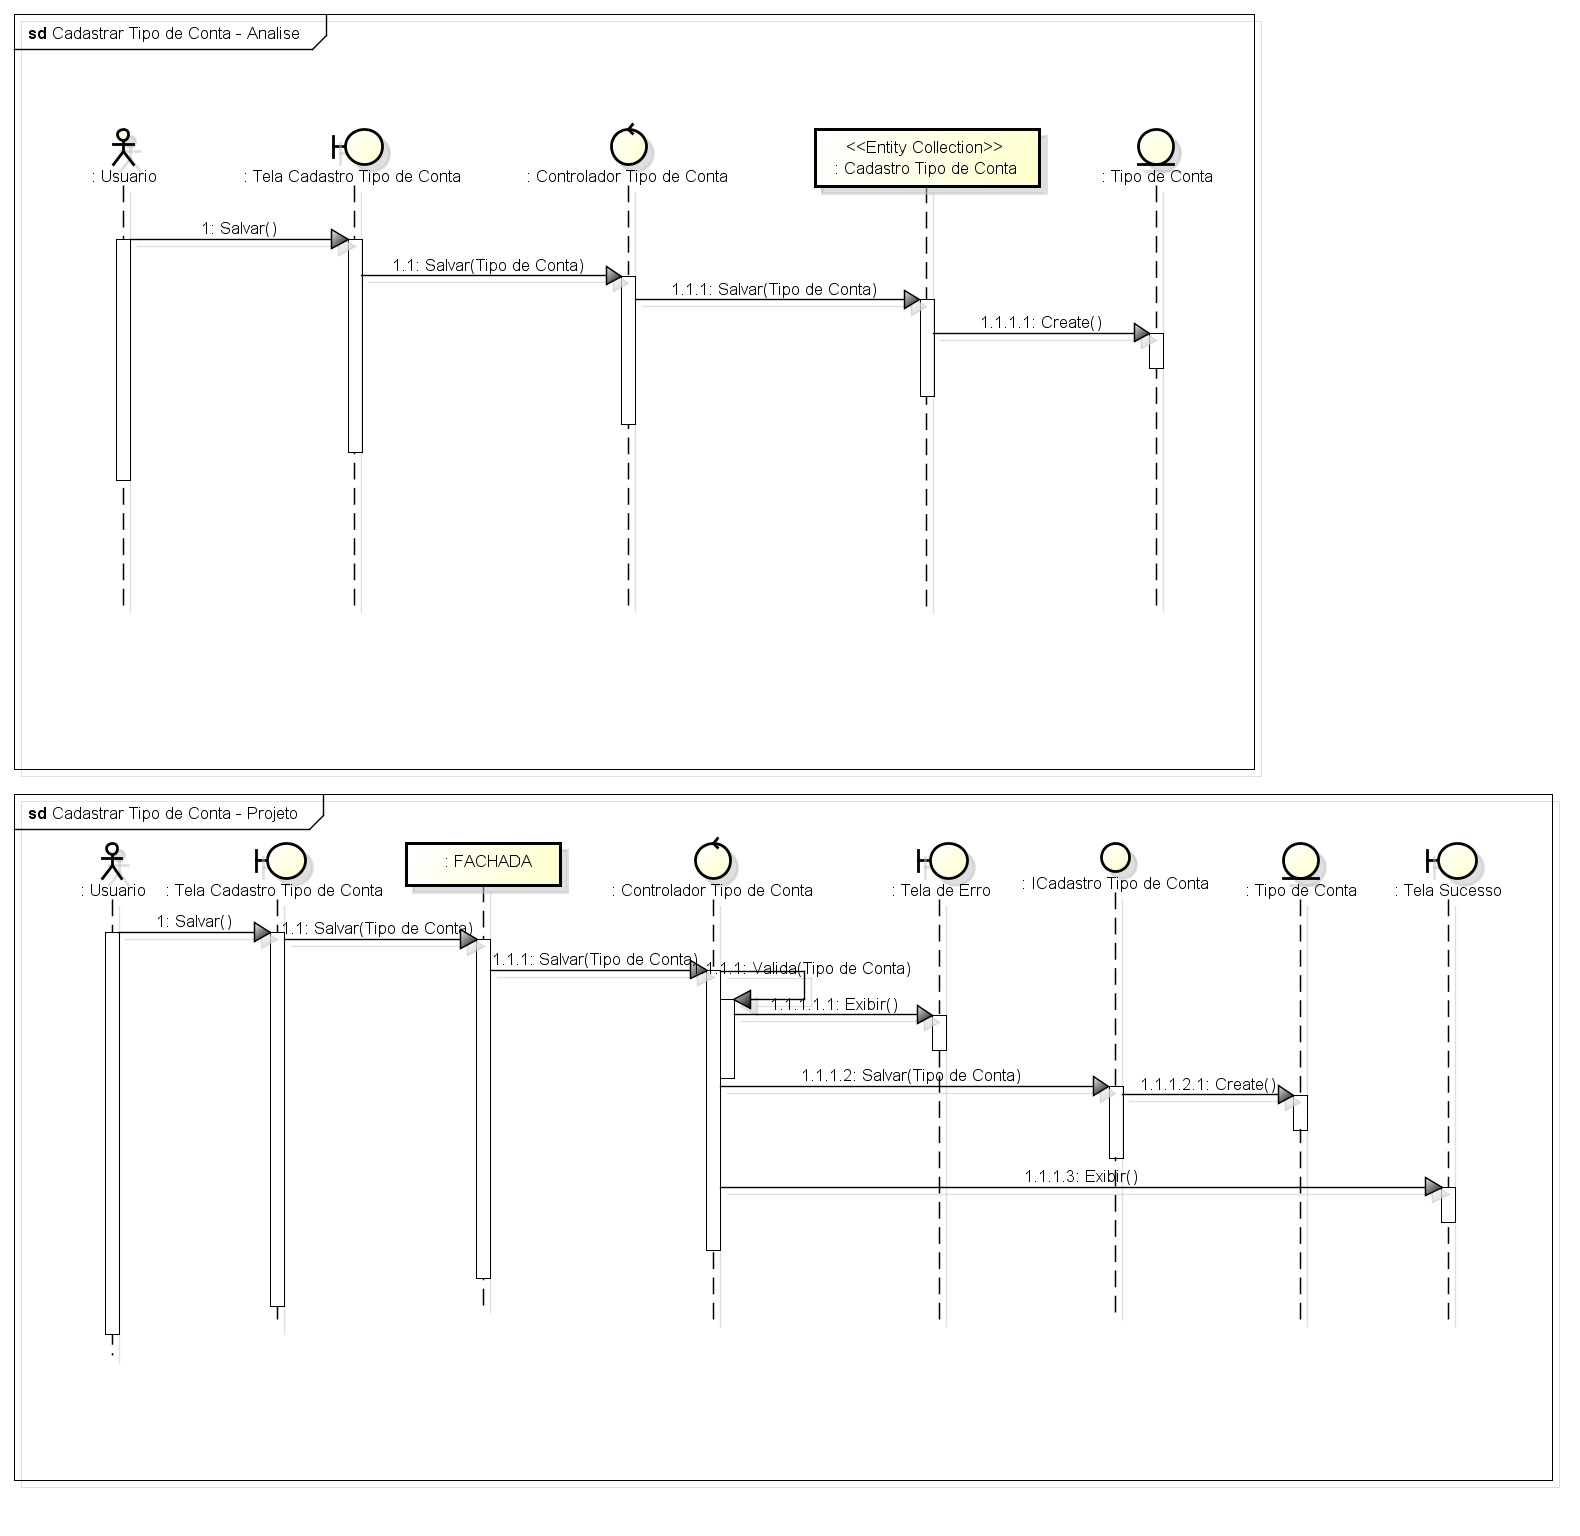 sd Cadastrar Tipo de Conta - Analise
: Usuario
: Tela Cadastro Tipo de Conta
: Controlador Tipo de Conta
<<Entity Collection>>
: Cadastro Tipo de Conta
: Tipo de Conta
1: Salvar()
1.1: Salvar(Tipo de Conta)
1.1.1: Salvar(Tipo de Conta)
1.1.1.1: Create()
sd Cadastrar Tipo de Conta - Projeto
: Usuario
: Tela Cadastro Tipo de Conta
: FACHADA
: Controlador Tipo de Conta
: Tela de Erro
: ICadastro Tipo de Conta
: Tipo de Conta
: Tela Sucesso
1: Salvar()
1.1: Salvar(Tipo de Conta)
1.1.1: Salvar(Tipo de Conta)
1.1.1.1: Valida(Tipo de Conta)
1.1.1.1.1: Exibir()
1.1.1.2: Salvar(Tipo de Conta)
1.1.1.2.1: Create()
1.1.1.3: Exibir()